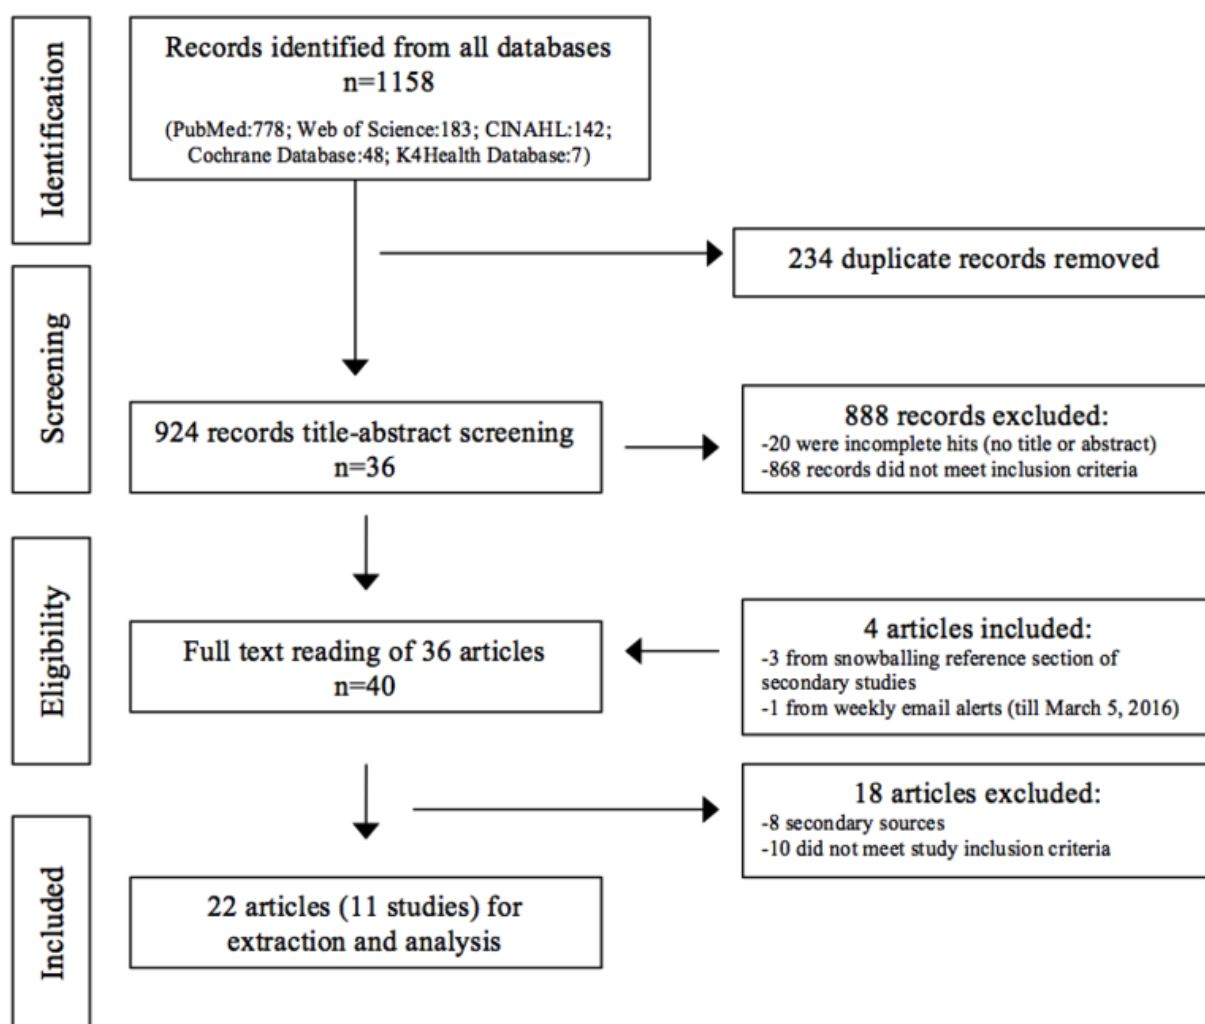 Identification
Records identified from all databases
n=1158
(PubMed:778; Web of Science:183; CINAHL:142;
Cochrane Database:48; K4Health Database:7)
234 duplicate records removed
Screening
924 records title-abstract screening
n=36
888 records excluded:
-20 were incomplete hits (no title or abstract)
-868 records did not meet inclusion criteria
Eligibility
Full text reading of 36 articles
n=40
4 articles included:
-3 from snowballing reference section of
secondary studies
-1 from weekly email alerts (till March 5, 2016)
18 articles excluded:
-8 secondary sources
-10 did not meet study inclusion criteria
Included
22 articles (11 studies) for
extraction and analysis